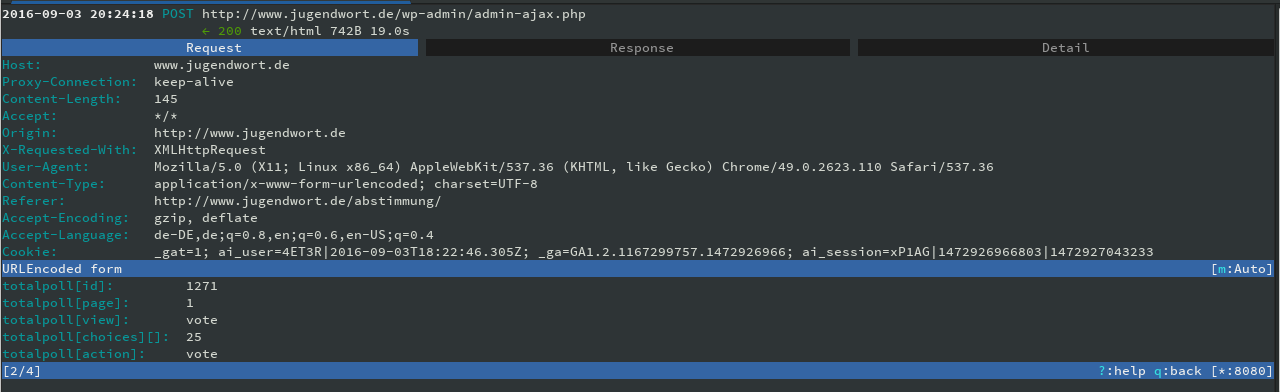 2016-09-03 20:24:18 POST http://www.jugendwort.de/wp-admin/admin-ajax.php
← 200 text/html 742B 19.0s
Request Response Detail
Host: www.jugendwort.de
Proxy-Connection: keep-alive
Content-Length: 145
Accept: */*
Origin: http://www.jugendwort.de
X-Requested-With: XMLHttpRequest
User-Agent: Mozilla/5.0 (X11; Linux x86_64) AppleWebKit/537.36 (KHTML, like Gecko) Chrome/49.0.2623.110 Safari/537.36
Content-Type: application/x-www-form-urlencoded; charset=UTF-8
Referer: http://www.jugendwort.de/abstimmung/
Accept-Encoding: gzip, deflate
Accept-Language: de-DE,de;q=0.8,en;q=0.6,en-US;q=0.4
Cookie: _gat=1; ai_user=4ET3R|2016-09-03T18:22:46.305Z; _ga=GA1.2.1167299757.1472926966; ai_session=xP1AG|1472926966803|1472927043233
URLEncoded form [m:Auto]
totalpoll[id]: 1271
totalpoll[page]: 1
totalpoll[view]: vote
totalpoll[choices][]: 25
totalpoll[action]: vote
[2/4] ?:help q:back [*:8080]